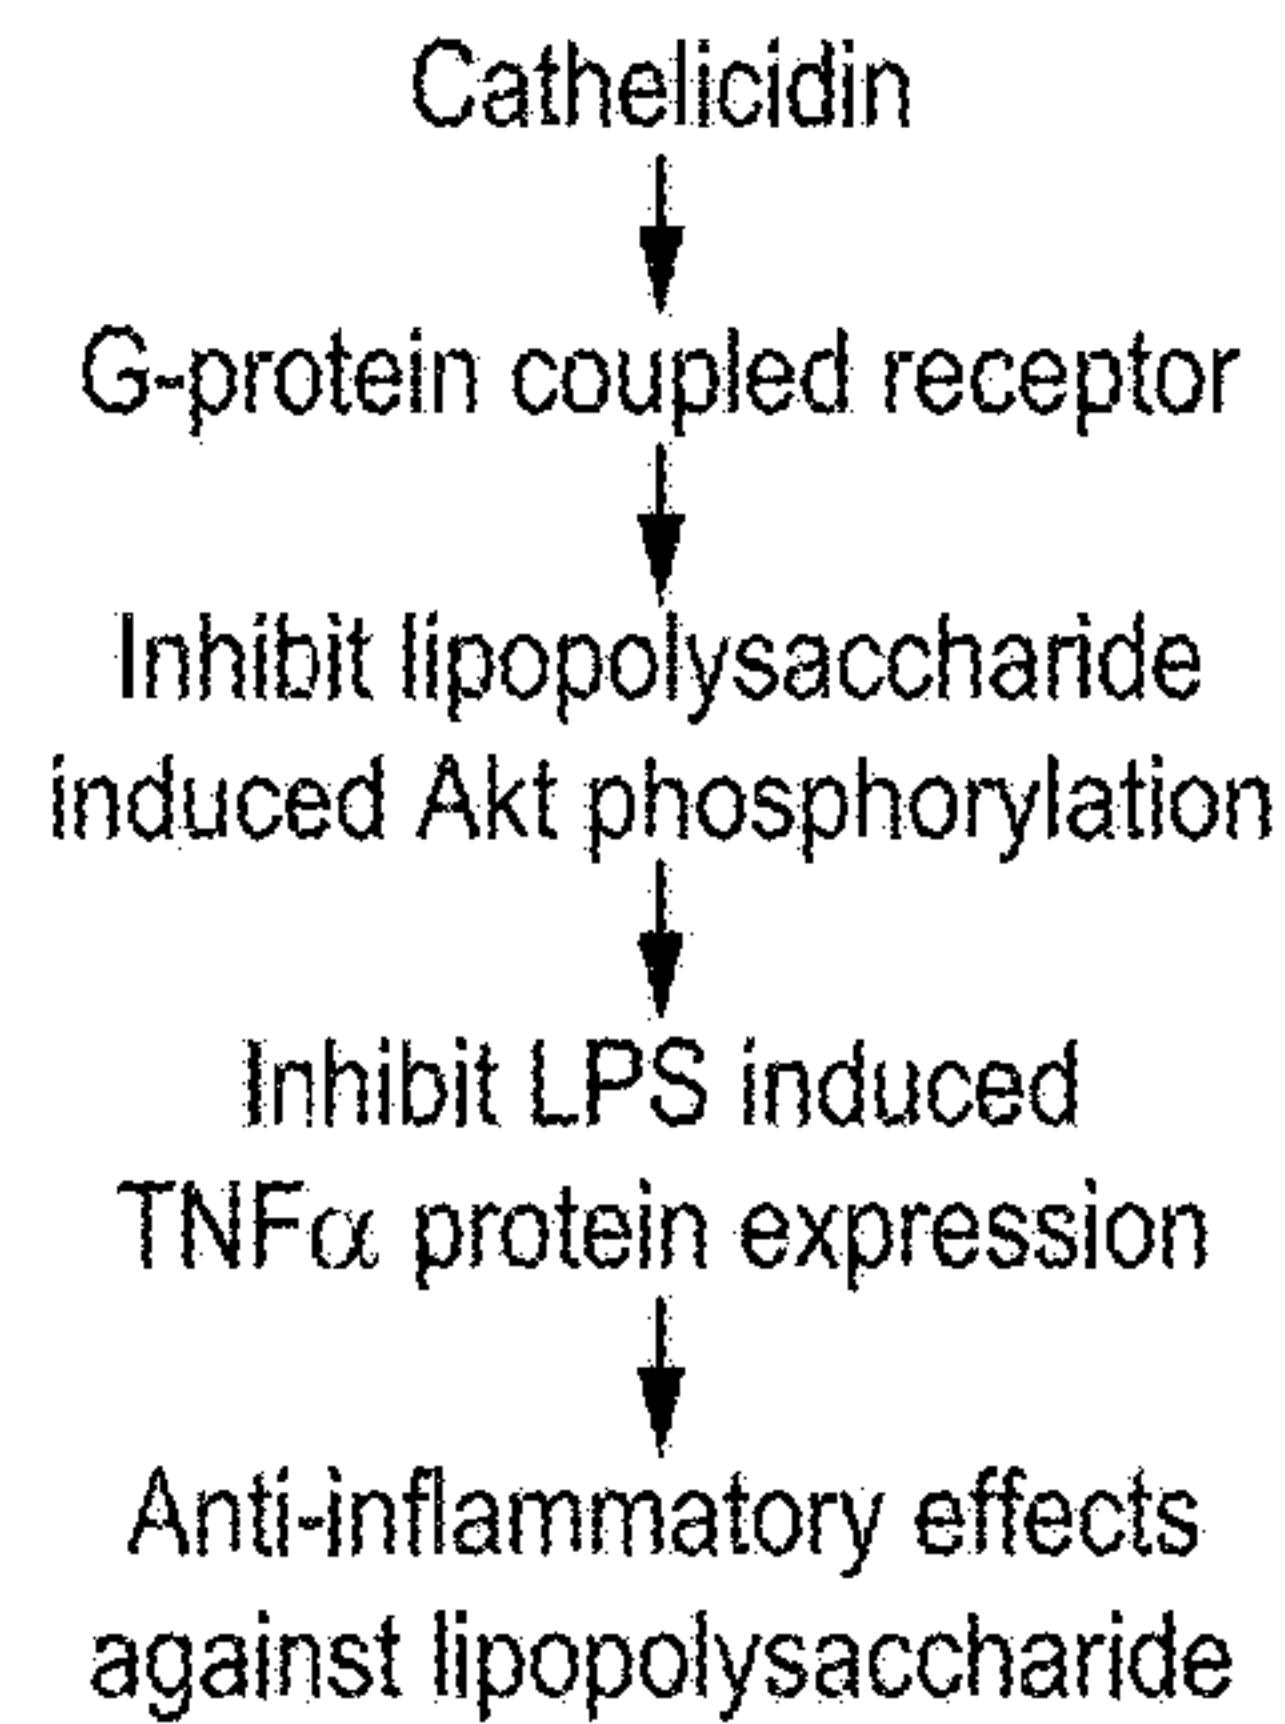 Cathelicidin
G-protein coupled receptor
Inhibit lipopolysaccharide
induced Akt phosphorylation
Inhibit LPS induced
TNFα protein expression
Anti-inflammatory effects
against lipopolysaccharide